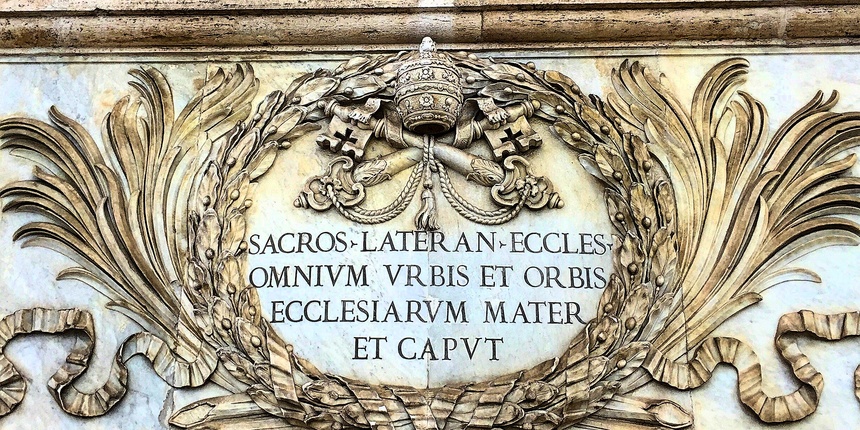 SACROS·LATERAN·ECCLES·
OMNIVM VRBIS ET ORBIS
ECCLESIARVM MATER
ET CAPVT